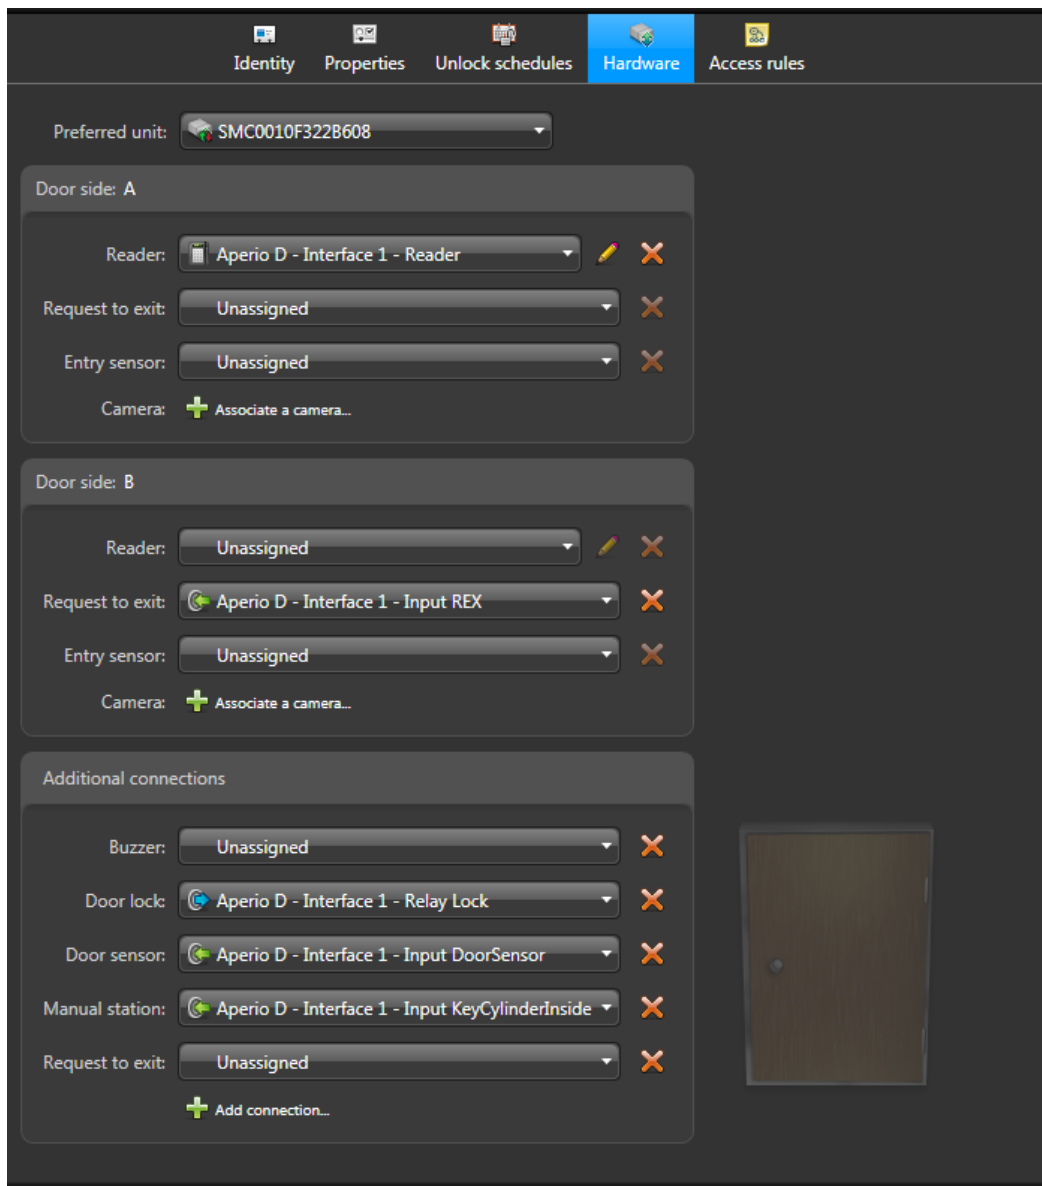 Identity Properties Unlock schedules Hardware Access rules
Preferred unit: SMC0010F322B608
Door side: A
Reader: Aperio D - Interface 1 - Reader
Request to exit: Unassigned
Entry sensor: Unassigned
Camera: Associate a camera...
Door side: B
Reader: Unassigned
Request to exit: Aperio D - Interface 1 - Input REX
Entry sensor: Unassigned
Camera: Associate a camera...
Additional connections
Buzzer: Unassigned
Door lock: Aperio D - Interface 1 - Relay Lock
Door sensor: Aperio D - Interface 1 - Input DoorSensor
Manual station: Aperio D - Interface 1 - Input KeyCylinderInside
Request to exit: Unassigned
Add connection...